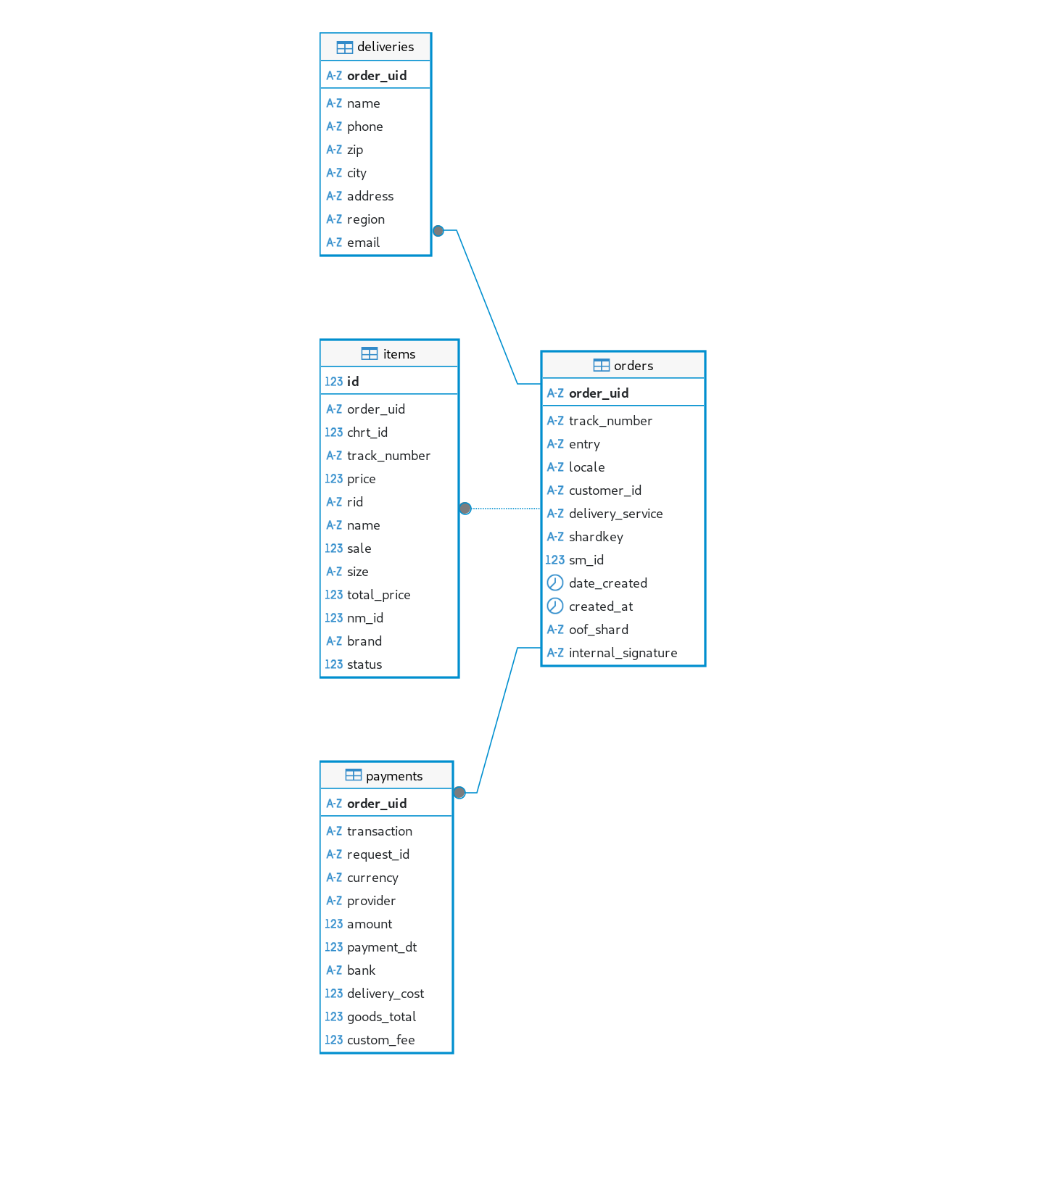 deliveries
A-Z order_uid
A-Z name
A-Z phone
A-Z zip
A-Z city
A-Z address
A-Z region
A-Z email
items
123 id
A-Z order_uid
123 chrt_id
A-Z track_number
123 price
A-Z rid
A-Z name
123 sale
A-Z size
123 total_price
123 nm_id
A-Z brand
123 status
orders
A-Z order_uid
A-Z track_number
A-Z entry
A-Z locale
A-Z customer_id
A-Z delivery_service
A-Z shardkey
123 sm_id
date_created
created_at
A-Z oof_shard
A-Z internal_signature
payments
A-Z order_uid
A-Z transaction
A-Z request_id
A-Z currency
A-Z provider
123 amount
123 payment_dt
A-Z bank
123 delivery_cost
123 goods_total
123 custom_fee